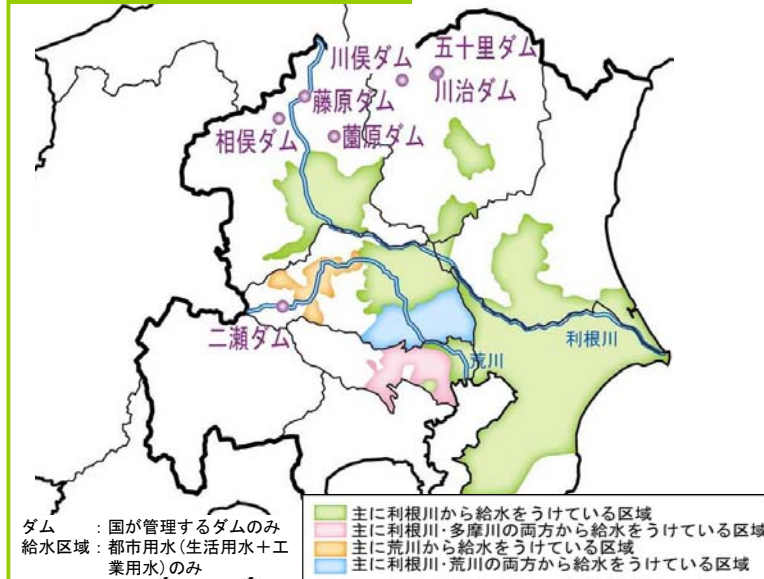 川俣ダム
五十里ダム
川治ダム
藤原ダム
相俣ダム
薗原ダム
二瀬ダム
荒川
利根川
ダム　　：国が管理するダムのみ
給水区域：都市用水(生活用水＋工
業用水)のみ
主に利根川から給水をうけている区域
主に利根川・多摩川の両方から給水をうけている区域
主に荒川から給水をうけている区域
主に利根川・荒川の両方から給水をうけている区域